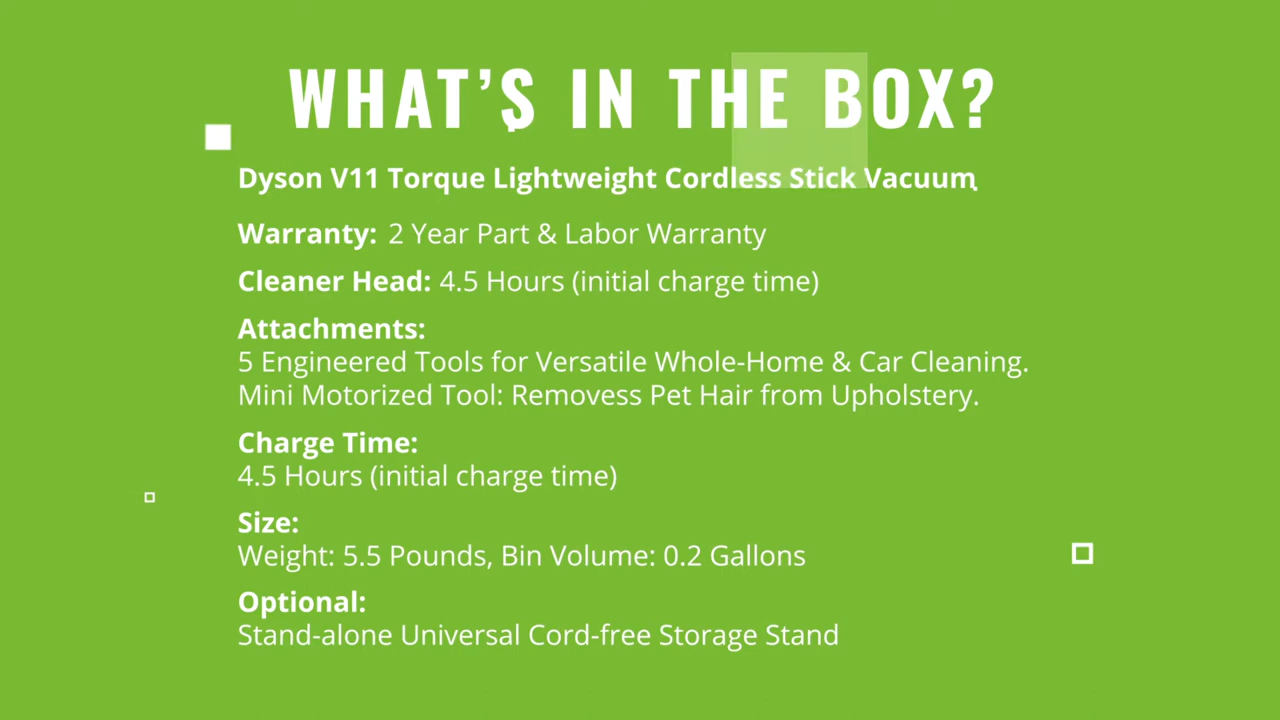 WHAT’S IN THE BOX?
Dyson V11 Torque Lightweight Cordless Stick Vacuum
Warranty: 2 Year Part & Labor Warranty
Cleaner Head: 4.5 Hours (initial charge time)
Attachments:
5 Engineered Tools for Versatile Whole-Home & Car Cleaning.
Mini Motorized Tool: Removess Pet Hair from Upholstery.
Charge Time:
4.5 Hours (initial charge time)
Size:
Weight: 5.5 Pounds, Bin Volume: 0.2 Gallons
Optional:
Stand-alone Universal Cord-free Storage Stand